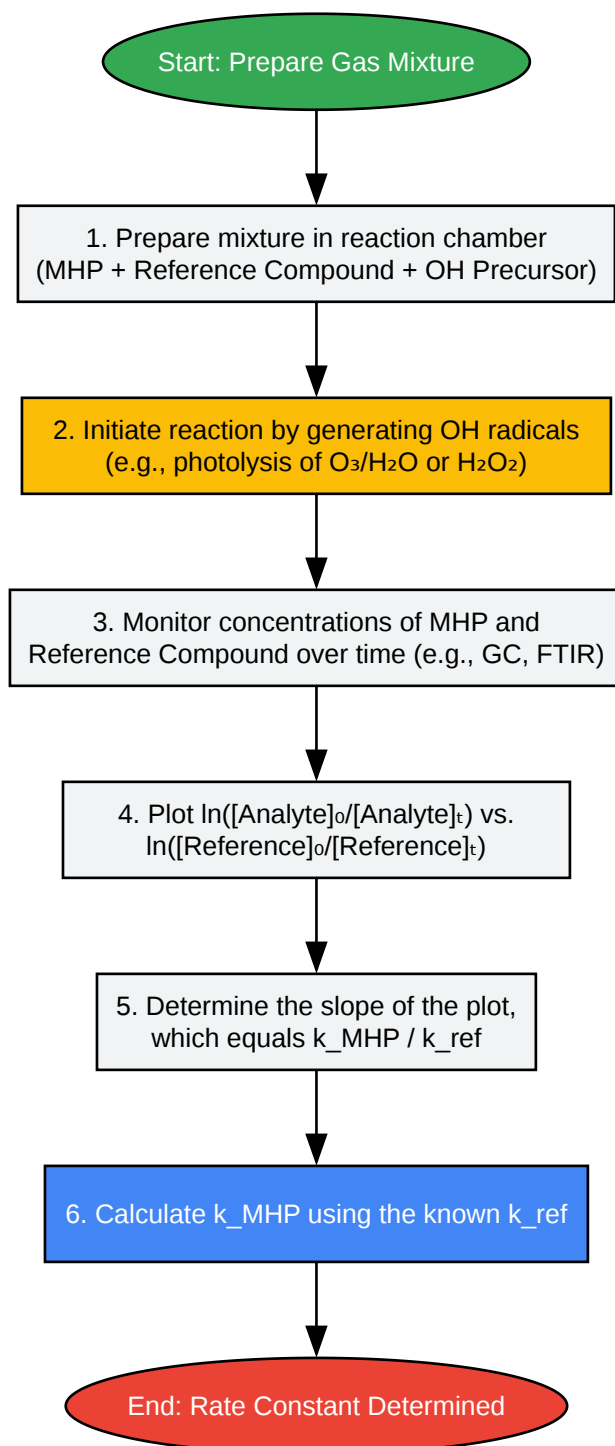 Start: Prepare Gas Mixture
1. Prepare mixture in reaction chamber
(MHP + Reference Compound + OH Precursor)
2. Initiate reaction by generating OH radicals
(e.g., photolysis of O₃/H₂O or H₂O₂)
3. Monitor concentrations of MHP and
Reference Compound over time (e.g., GC, FTIR)
4. Plot ln([Analyte]₀/[Analyte]ₜ) vs.
ln([Reference]₀/[Reference]ₜ)
5. Determine the slope of the plot,
which equals k_MHP / k_ref
6. Calculate k_MHP using the known k_ref
End: Rate Constant Determined